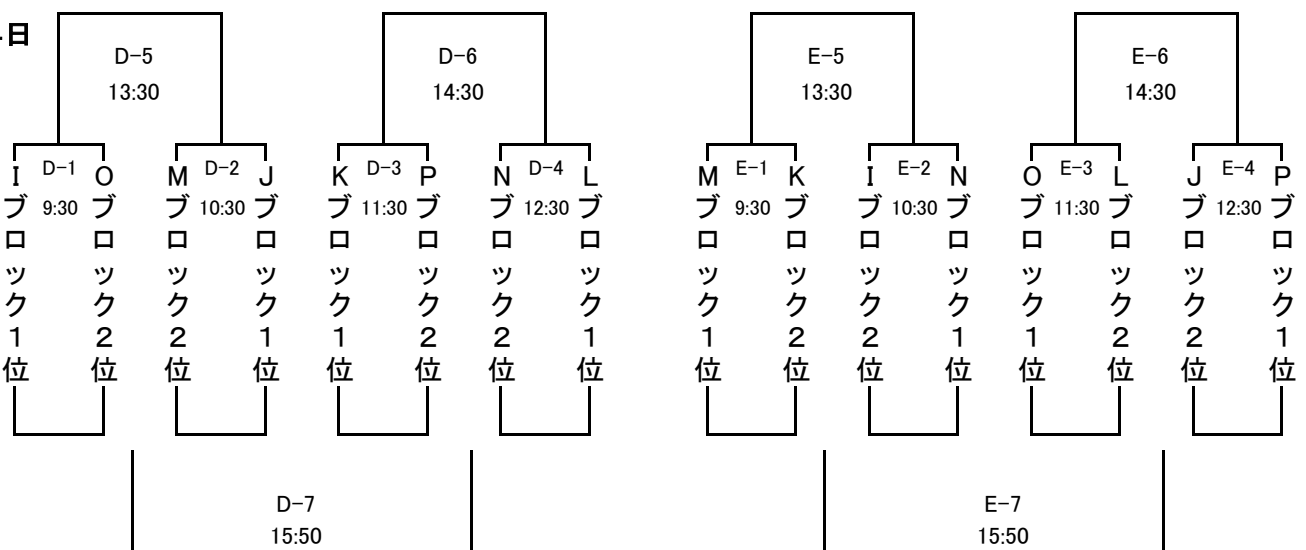 日
D-5
13:30
D-6
14:30
E-5
13:30
E-6
14:30
D-1
9:30
D-2
10:30
D-3
11:30
D-4
12:30
E-1
9:30
E-2
10:30
E-3
11:30
E-4
12:30
Iブロック1位
Oブロック2位
Mブロック2位
Jブロック1位
Kブロック1位
Pブロック2位
Nブロック2位
Lブロック1位
Mブロック1位
Kブロック2位
Iブロック2位
Nブロック1位
Oブロック1位
Lブロック2位
Jブロック2位
Pブロック1位
D-7
15:50
E-7
15:50